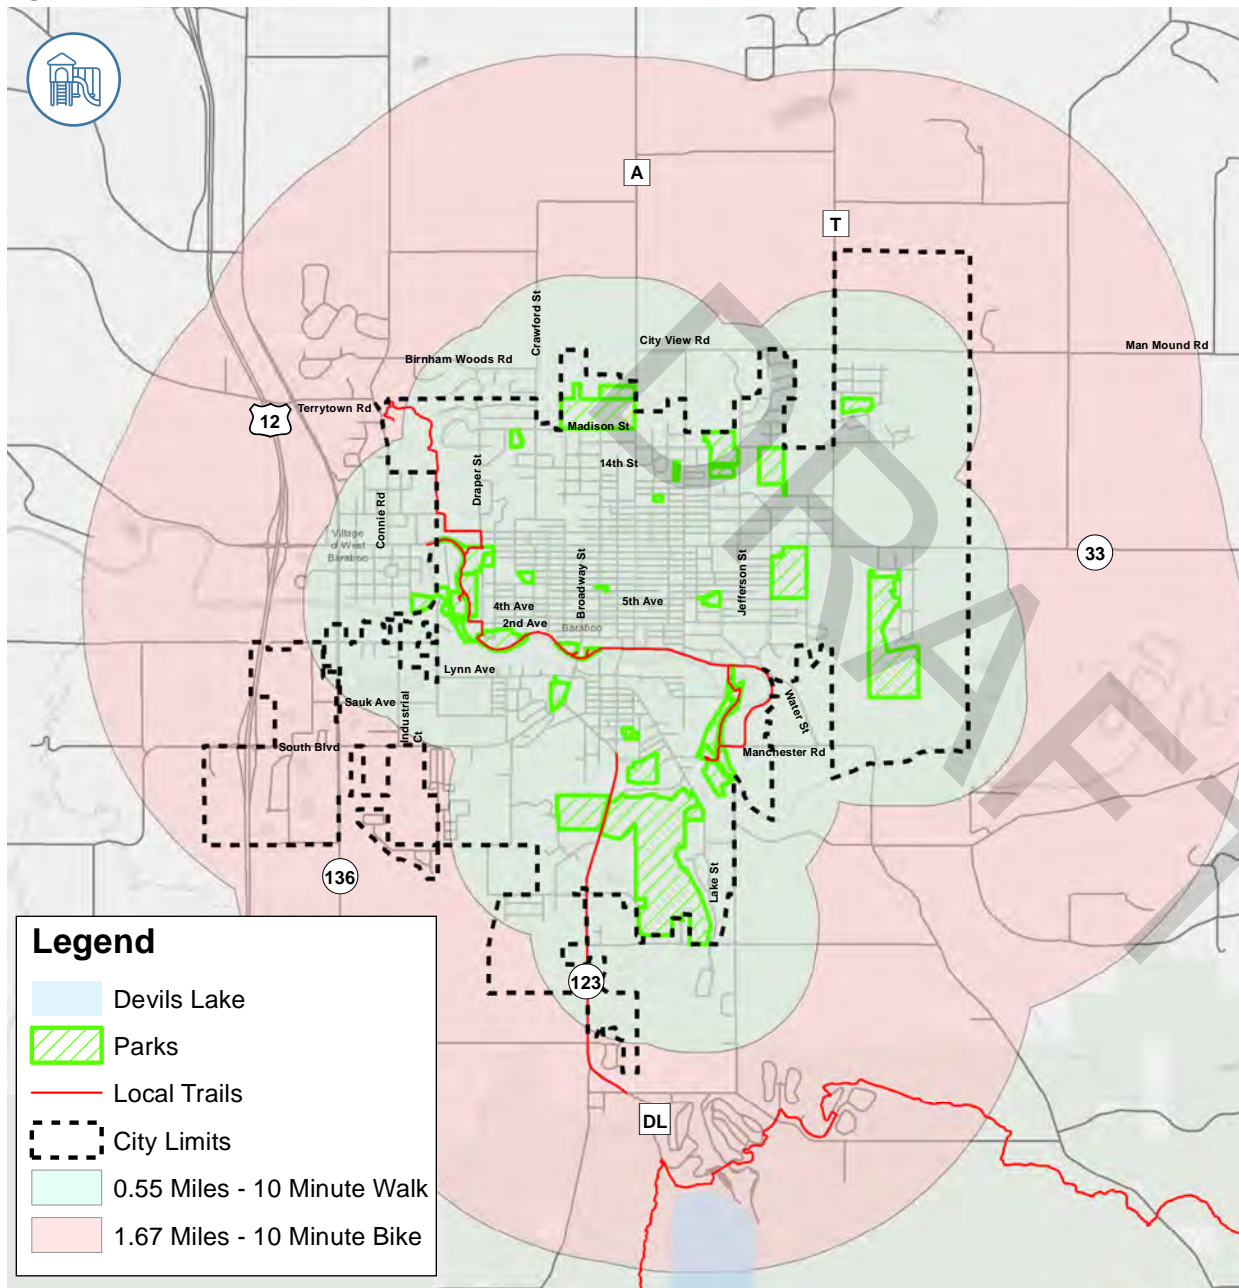 A
T
Crawford St
City View Rd
Man Mound Rd
Birnham Woods Rd
Terrytown Rd
12
Madison St
14th St
Draper St
Connie Rd
Village
of West
Baraboo
33
Broadway St
Jefferson St
4th Ave
5th Ave
2nd Ave
Baraboo
Lynn Ave
Sauk Ave
Industrial
Ct
Water St
South Blvd
Manchester Rd
136
Lake St
123
DL
DRAFT
Legend
Devils Lake
Parks
Local Trails
City Limits
0.55 Miles - 10 Minute Walk
1.67 Miles - 10 Minute Bike